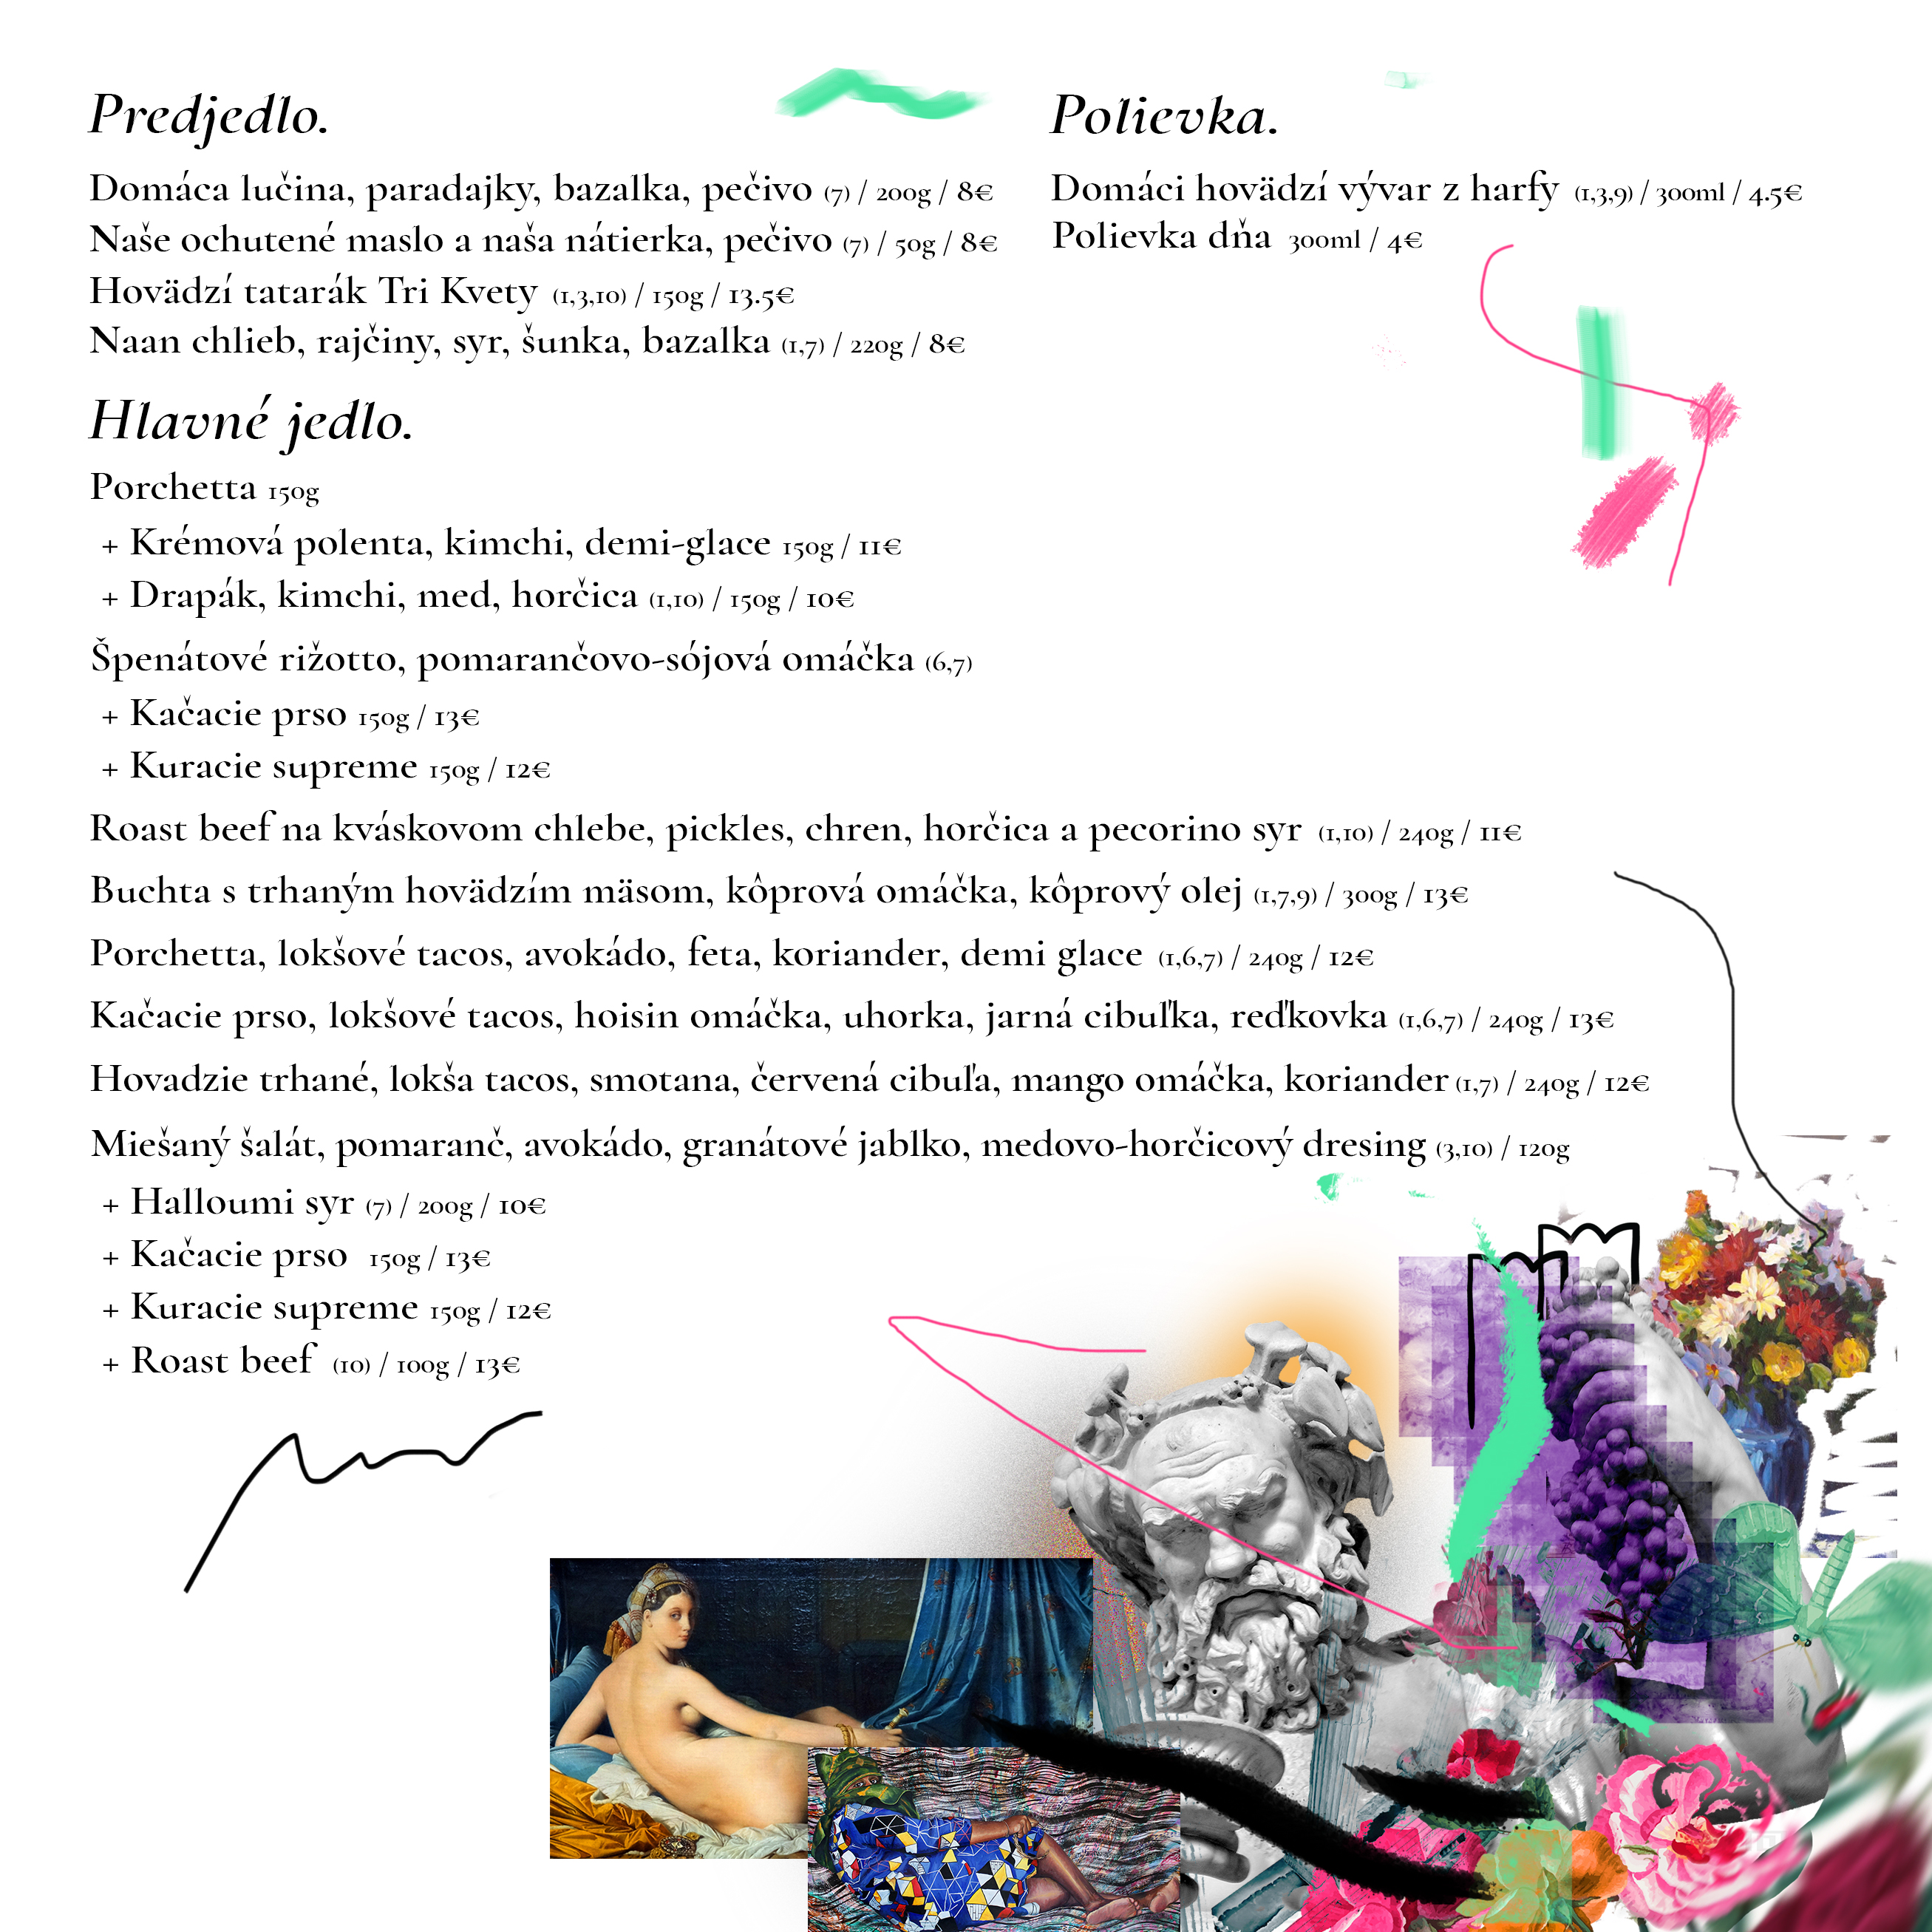 Predjedlo.
Domáca lučina, paradajky, bazalka, pečivo (7) / 200g / 8€
Naše ochutené maslo a naša nátierka, pečivo (7) / 50g / 8€
Hovädzí tatarák Tri Kvety (1,3,10) / 150g / 13.5€
Naan chlieb, rajčiny, syr, šunka, bazalka (1,7) / 220g / 8€
Polievka.
Domáci hovädzí vývar z harfy (1,3,9) / 300ml / 4.5€
Polievka dňa 300ml / 4€
Hlavné jedlo.
Porchetta 150g
+ Krémová polenta, kimchi, demi-glace 150g / 11€
+ Drapák, kimchi, med, horčica (1,10) / 150g / 10€
Špenátové rižotto, pomarančovo-sójová omáčka (6,7)
+ Kačacie prso 150g / 13€
+ Kuracie supreme 150g / 12€
Roast beef na kváskovom chlebe, pickles, chren, horčica a pecorino syr (1,10) / 240g / 11€
Buchta s trhaným hovädzím mäsom, kôprová omáčka, kôprový olej (1,7,9) / 300g / 13€
Porchetta, lokšové tacos, avokádo, feta, koriander, demi glace (1,6,7) / 240g / 12€
Kačacie prso, lokšové tacos, hoisin omáčka, uhorka, jarná cibuľka, reďkovka (1,6,7) / 240g / 13€
Hovadzie trhané, lokša tacos, smotana, červená cibuľa, mango omáčka, koriander (1,7) / 240g / 12€
Miešaný šalát, pomaranč, avokádo, granátové jablko, medovo-horčicový dresing (3,10) / 120g
+ Halloumi syr (7) / 200g / 10€
+ Kačacie prso 150g / 13€
+ Kuracie supreme 150g / 12€
+ Roast beef (10) / 100g / 13€